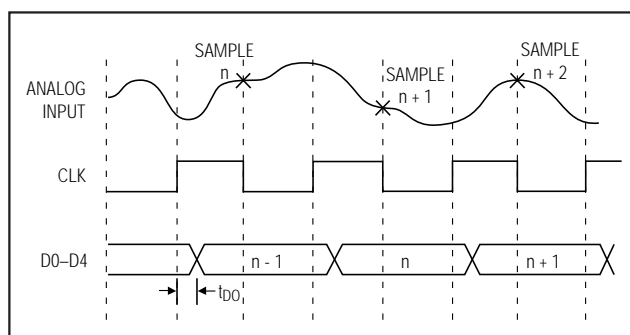 SAMPLE
n
SAMPLE
n + 1
SAMPLE
n + 2
ANALOG
INPUT
CLK
D0–D4
n - 1
n
n + 1
tDO